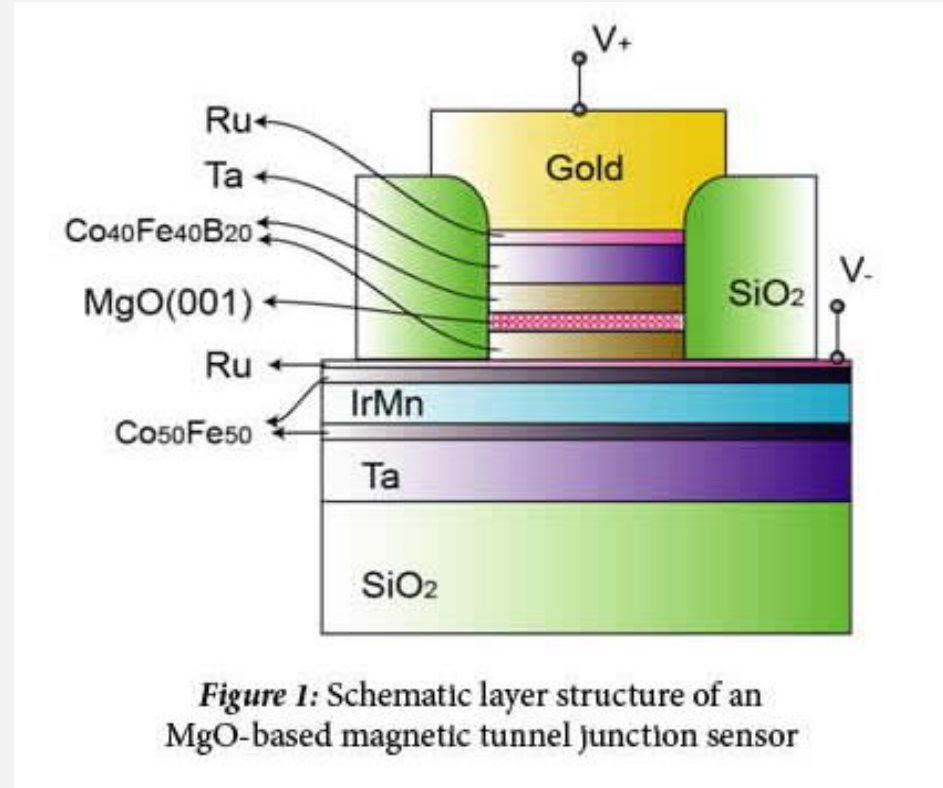 V+
Ru
Gold
Ta
Co40Fe40B20
V-
SiO2
MgO(001)
Ru
IrMn
Co50Fe50
Ta
SiO2
Figure 1: Schematic layer structure of an
MgO-based magnetic tunnel junction sensor